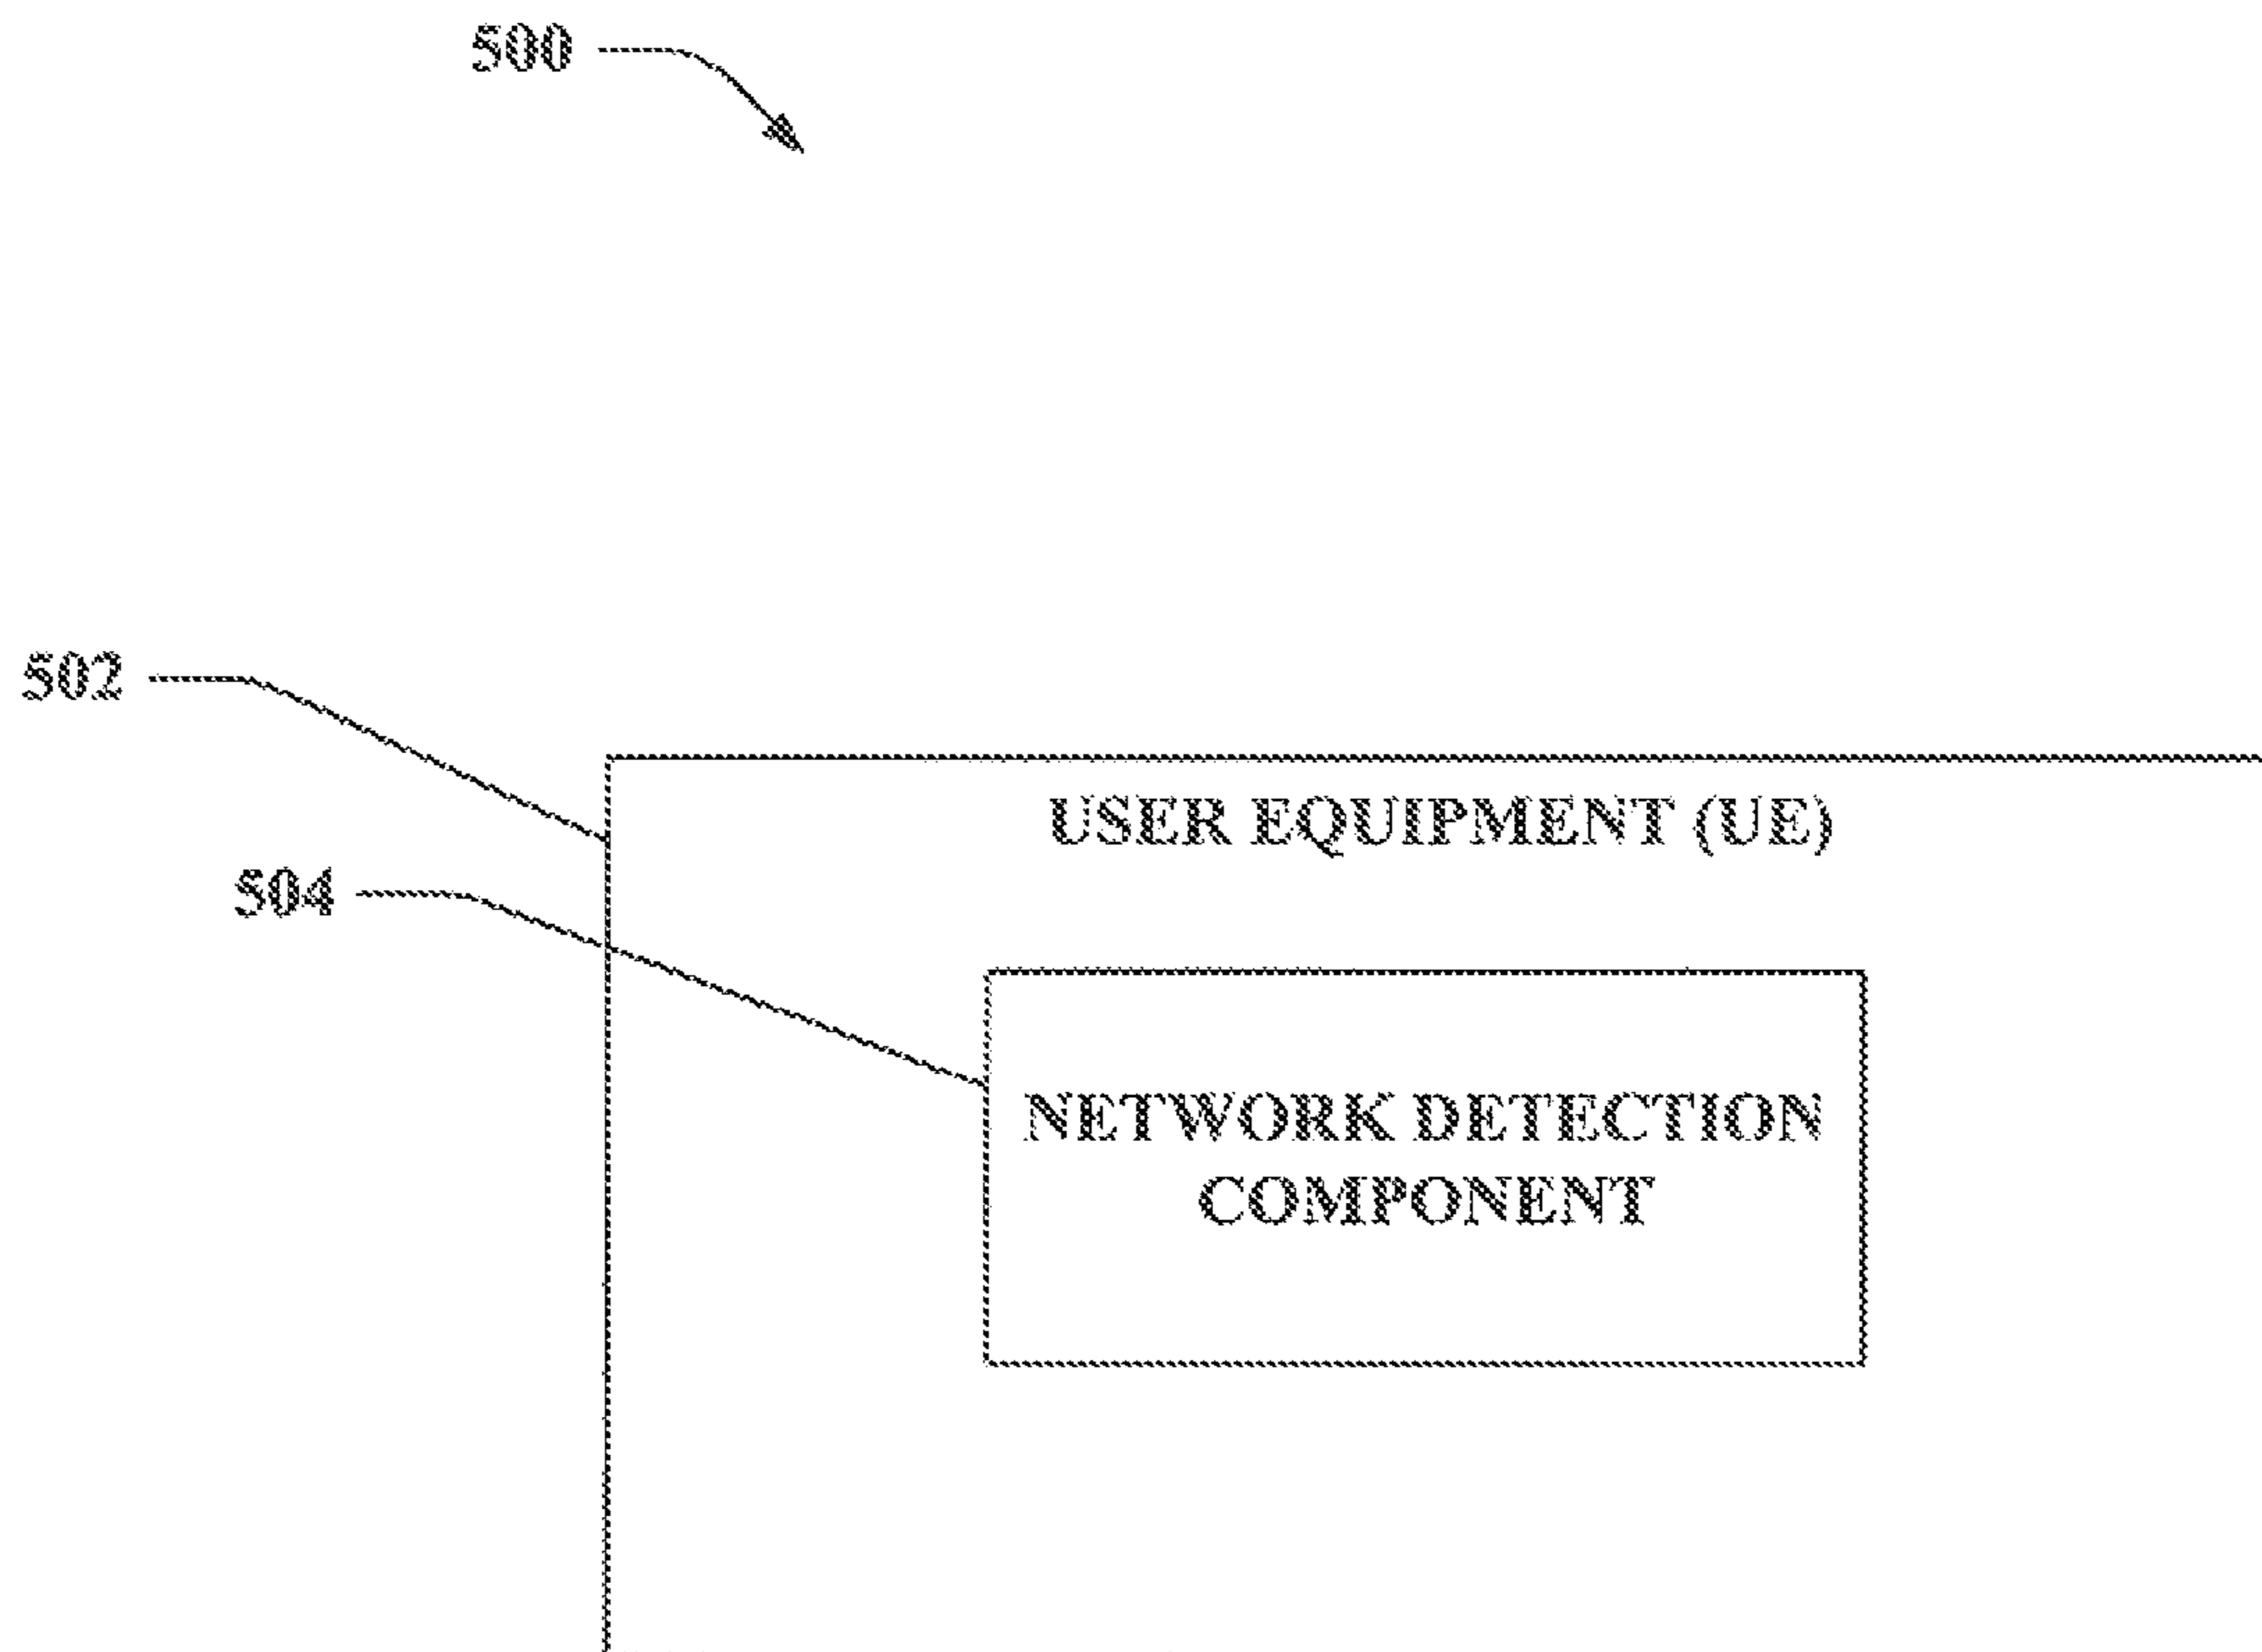 500
502
USER EQUIPMENT (UE)
504
NETWORK DETECTION
COMPONENT